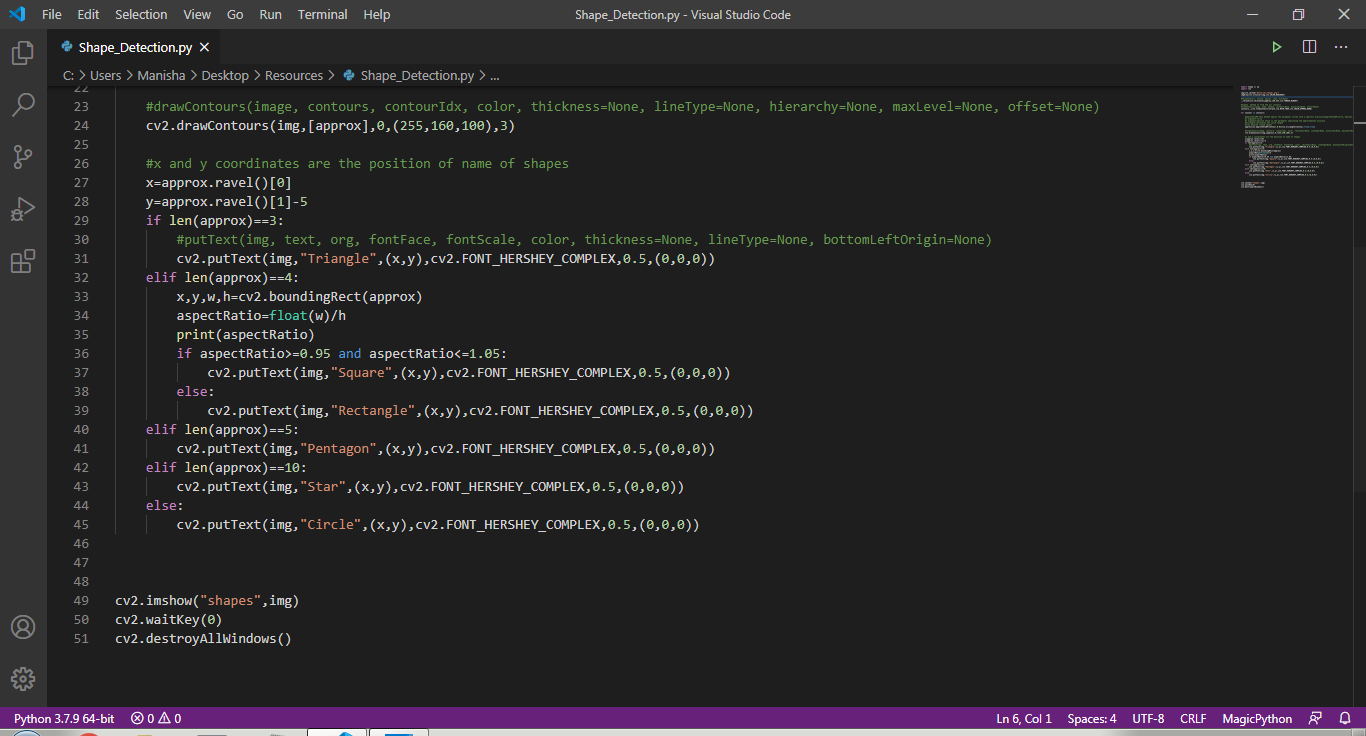 File Edit Selection View Go Run Terminal Help Shape_Detection.py - Visual Studio Code
Shape_Detection.py
C: > Users > Manisha > Desktop > Resources > Shape_Detection.py > ...
22
23 #drawContours(image, contours, contourIdx, color, thickness=None, lineType=None, hierarchy=None, maxLevel=None, offset=None)
24 cv2.drawContours(img,[approx],0,(255,160,100),3)
25
26 #x and y coordinates are the position of name of shapes
27 x=approx.ravel()[0]
28 y=approx.ravel()[1]-5
29 if len(approx)==3:
30 #putText(img, text, org, fontFace, fontScale, color, thickness=None, lineType=None, bottomLeftOrigin=None)
31 cv2.putText(img,"Triangle",(x,y),cv2.FONT_HERSHEY_COMPLEX,0.5,(0,0,0))
32 elif len(approx)==4:
33 x,y,w,h=cv2.boundingRect(approx)
34 aspectRatio=float(w)/h
35 print(aspectRatio)
36 if aspectRatio>=0.95 and aspectRatio<=1.05:
37 cv2.putText(img,"Square",(x,y),cv2.FONT_HERSHEY_COMPLEX,0.5,(0,0,0))
38 else:
39 cv2.putText(img,"Rectangle",(x,y),cv2.FONT_HERSHEY_COMPLEX,0.5,(0,0,0))
40 elif len(approx)==5:
41 cv2.putText(img,"Pentagon",(x,y),cv2.FONT_HERSHEY_COMPLEX,0.5,(0,0,0))
42 elif len(approx)==10:
43 cv2.putText(img,"Star",(x,y),cv2.FONT_HERSHEY_COMPLEX,0.5,(0,0,0))
44 else:
45 cv2.putText(img,"Circle",(x,y),cv2.FONT_HERSHEY_COMPLEX,0.5,(0,0,0))
46
47
48
49 cv2.imshow("shapes",img)
50 cv2.waitKey(0)
51 cv2.destroyAllWindows()
Python 3.7.9 64-bit 0 0 Ln 6, Col 1 Spaces: 4 UTF-8 CRLF MagicPython